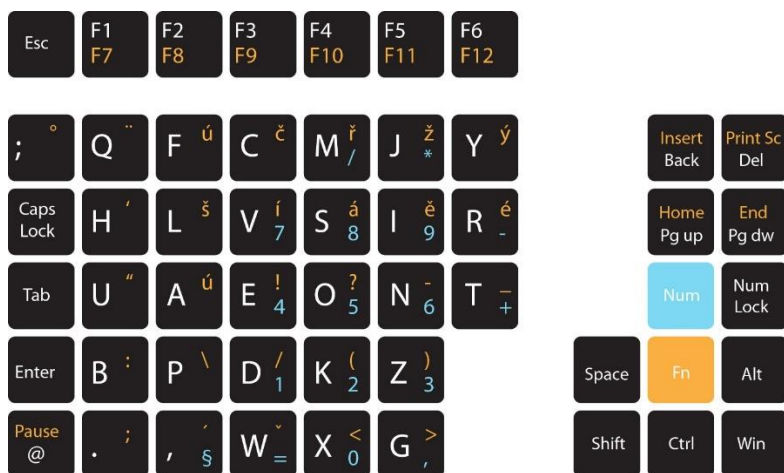 Esc F1 F7 F2 F8 F3 F9 F4 F10 F5 F11 F6 F12
; ° Q ¨ F ú C č M ř / J ž * Y ý Insert Back Print Sc Del
Caps Lock H ‘ L š V í 7 S á 8 I ě 9 R é - Home Pg up End Pg dw
Tab U “ A ú E ! 4 O ? 5 N - 6 T _ + Num Num Lock
Enter B : P \ D / 1 K ( 2 Z ) 3 Space Fn Alt
Pause @ . ; , ´ § W ˇ = X < 0 G > , Shift Ctrl Win